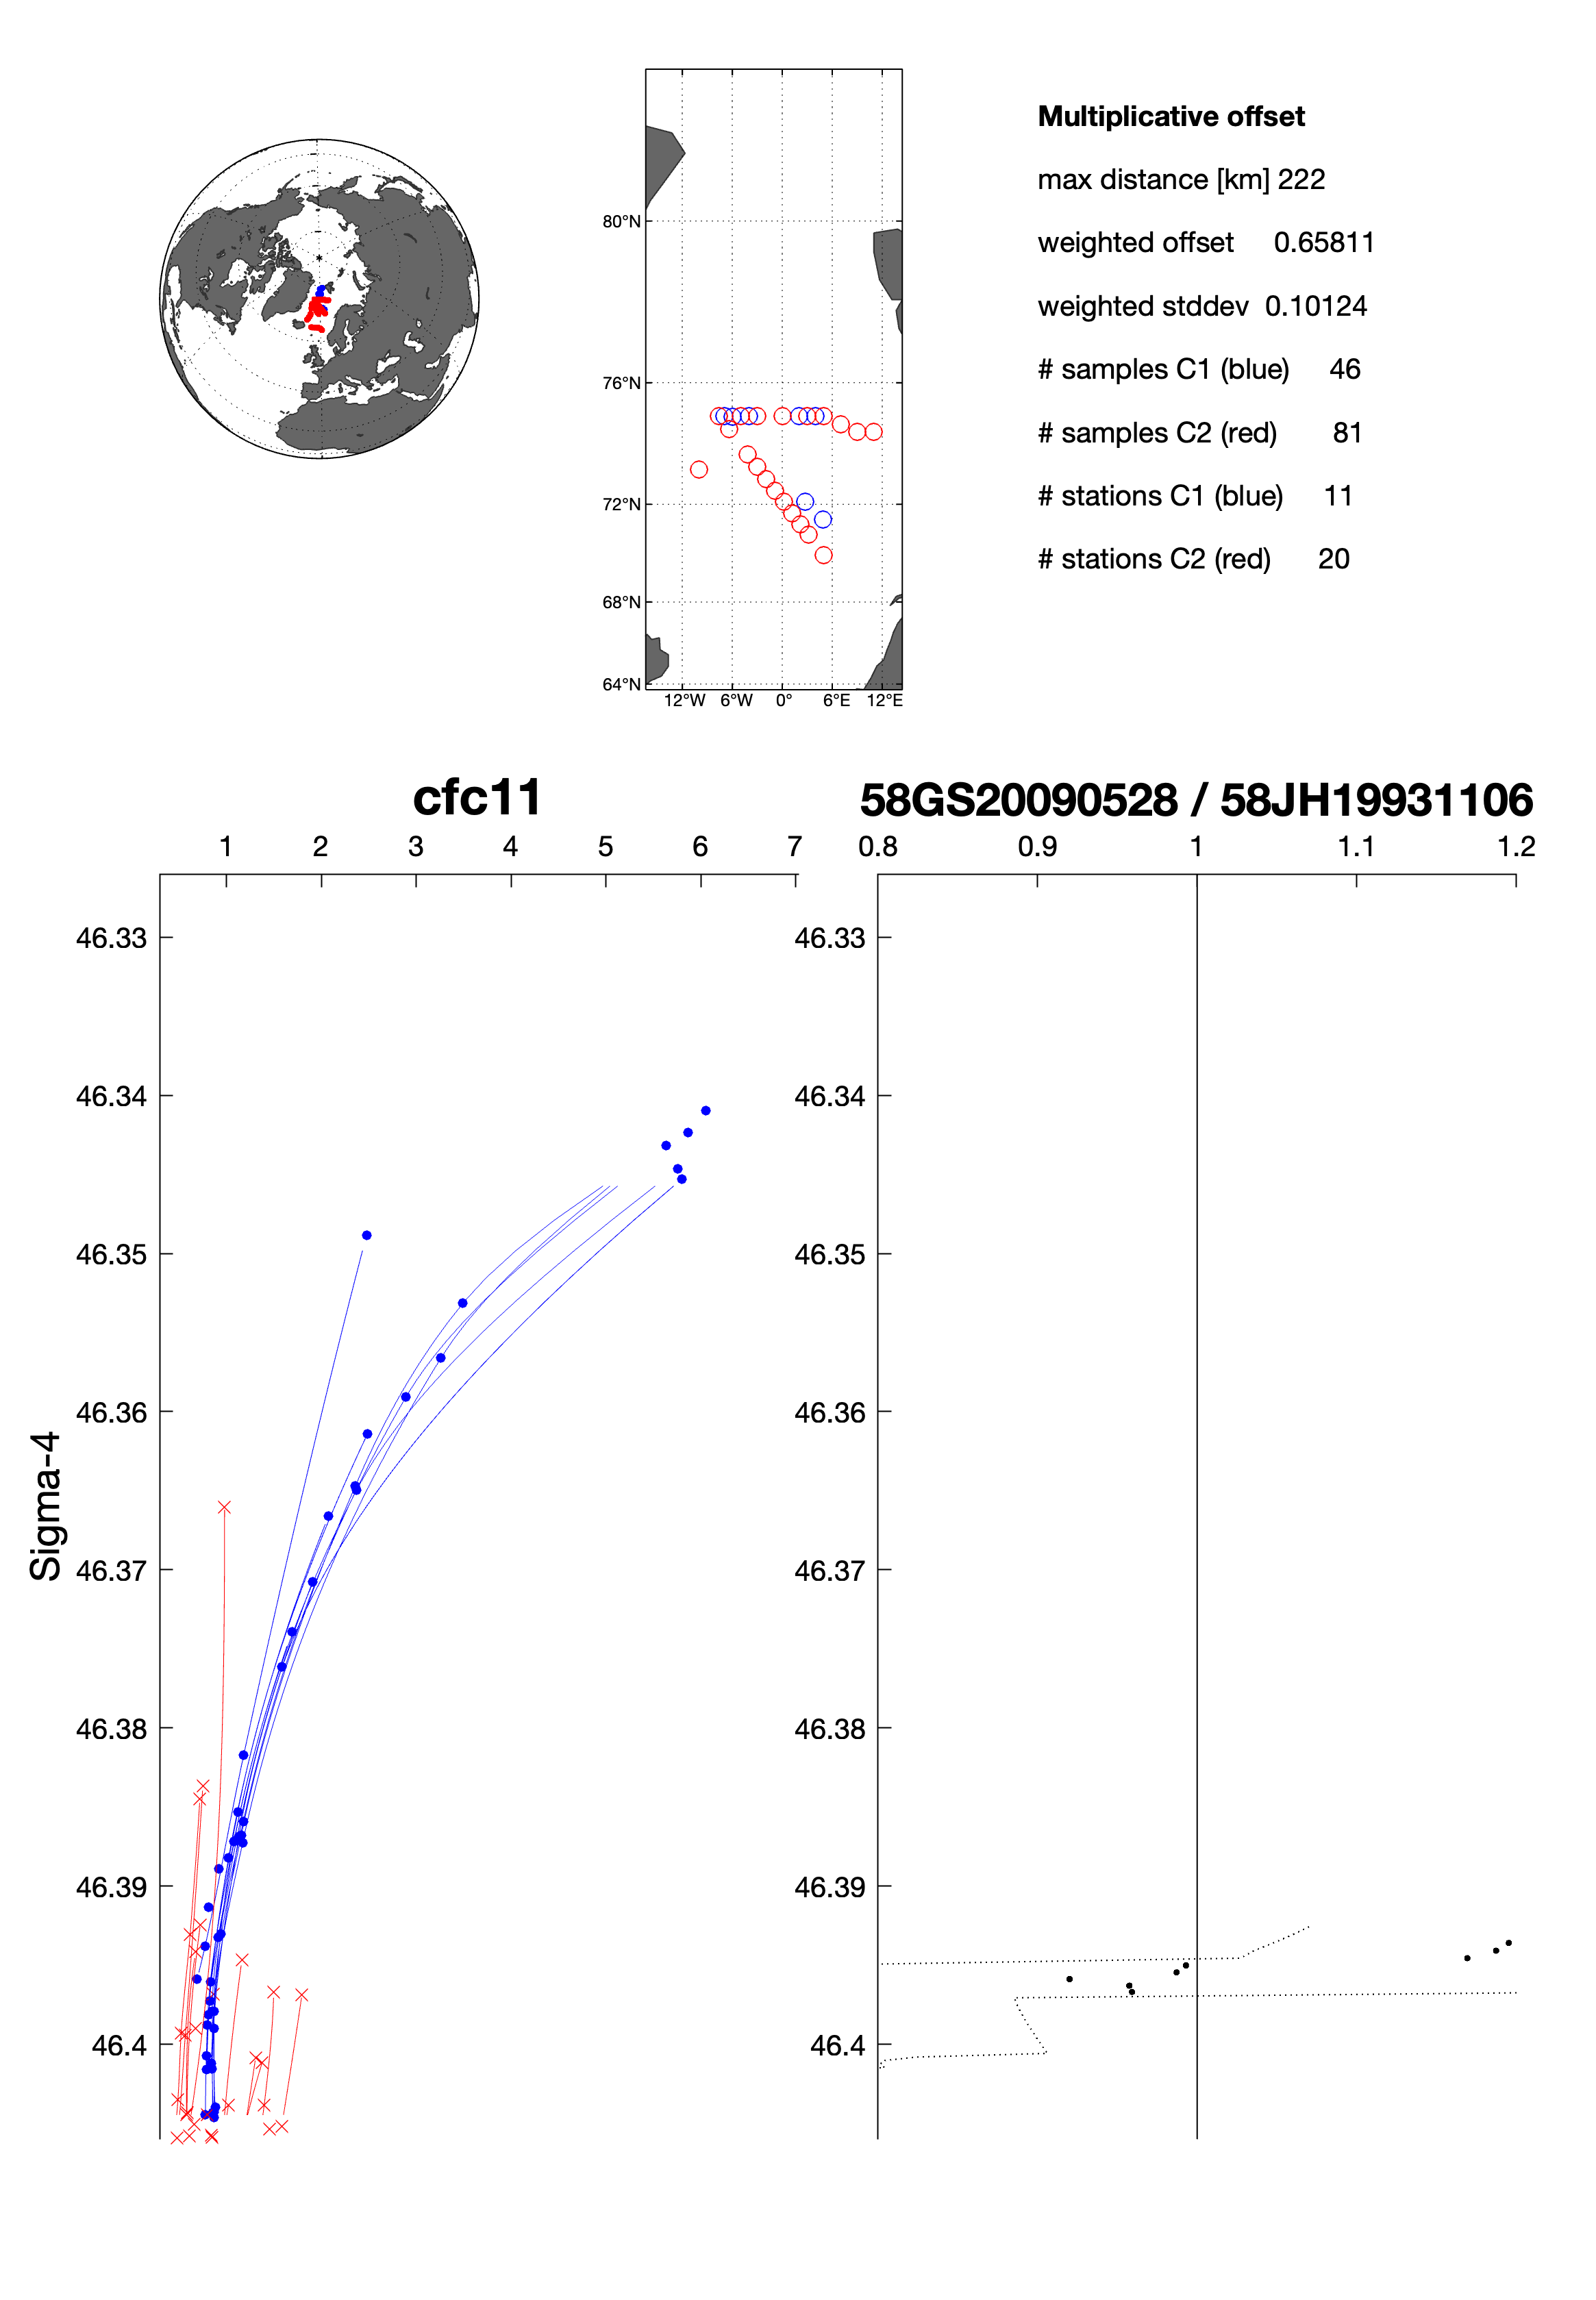 Multiplicative offset
max distance [km] 222
weighted offset 0.65811
weighted stddev 0.10124
# samples C1 (blue) 46
# samples C2 (red) 81
# stations C1 (blue) 11
# stations C2 (red) 20
80°N
76°N
72°N
68°N
64°N
12°W 6°W 0° 6°E 12°E
cfc11
1 2 3 4 5 6 7
46.33
46.34
46.35
46.36
46.37
46.38
46.39
46.4
Sigma-4
58GS20090528 / 58JH19931106
0.8 0.9 1 1.1 1.2
46.33
46.34
46.35
46.36
46.37
46.38
46.39
46.4